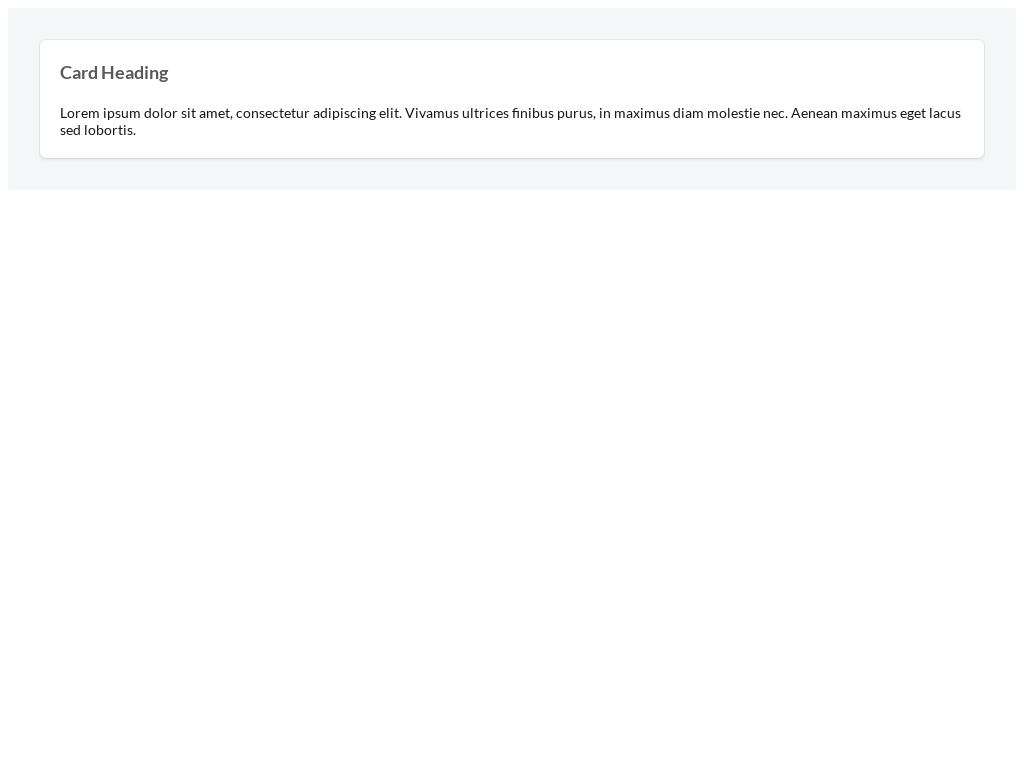 Card Heading
Lorem ipsum dolor sit amet, consectetur adipiscing elit. Vivamus ultrices finibus purus, in maximus diam molestie nec. Aenean maximus eget lacus
sed lobortis.